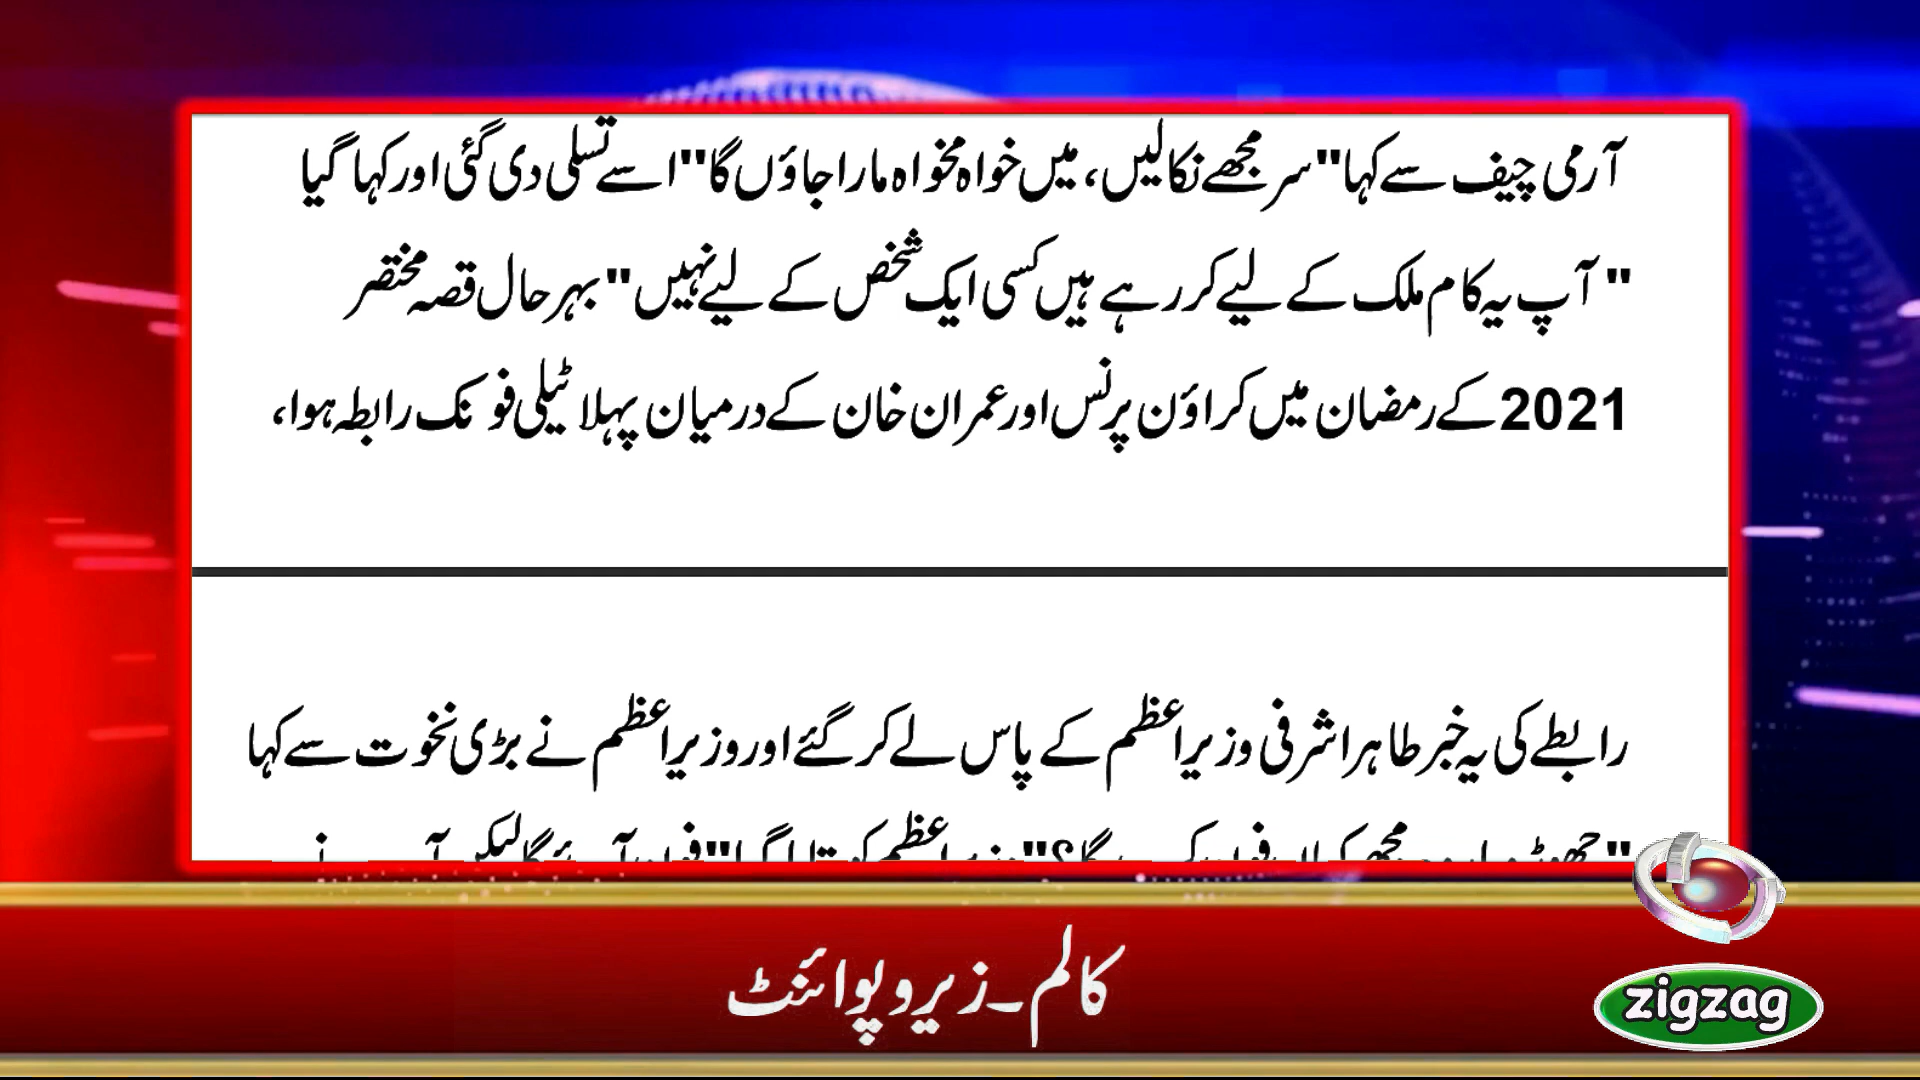 آرمی چیف سے کہا "سر مجھے نکالیں، میں خواہ مخواہ مارا جاؤں گا" اسے تسلی دی گئی اور کہا گیا
" آپ یہ کام ملک کے لیے کر رہے ہیں کسی ایک شخص کے لیے نہیں" بہرحال قصہ مختصر
2021 کے رمضان میں کراؤن پرنس اور عمران خان کے درمیان پہلا ٹیلی فونک رابطہ ہوا،
رابطے کی یہ خبر طاہر اشرفی وزیراعظم کے پاس لے کر گئے اور وزیراعظم نے بڑی نخوت سے کہا
کالم۔زیرو پوائنٹ
zigzag